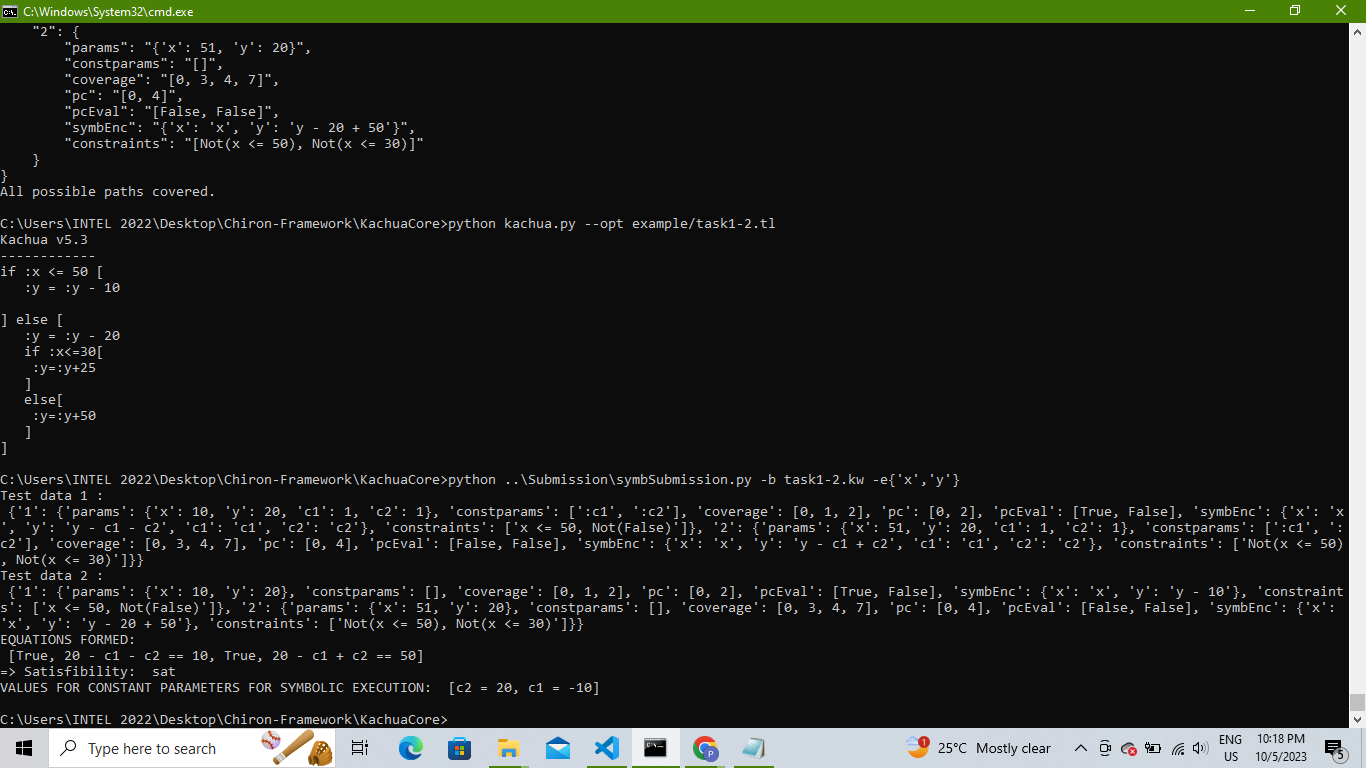 C:\Windows\System32\cmd.exe
    "2": {
        "params": "{'x': 51, 'y': 20}",
        "constparams": "[]",
        "coverage": "[0, 3, 4, 7]",
        "pc": "[0, 4]",
        "pcEval": "[False, False]",
        "symbEnc": "{'x': 'x', 'y': 'y - 20 + 50'}",
        "constraints": "[Not(x <= 50), Not(x <= 30)]"
    }
}
All possible paths covered.
C:\Users\INTEL 2022\Desktop\Chiron-Framework\KachuaCore>python kachua.py --opt example/task1-2.tl
Kachua v5.3
------------
if :x <= 50 [
   :y = :y - 10
] else [
   :y = :y - 20
   if :x<=30[
    :y=:y+25
   ]
   else[
    :y=:y+50
   ]
]
C:\Users\INTEL 2022\Desktop\Chiron-Framework\KachuaCore>python ..\Submission\symbSubmission.py -b task1-2.kw -e{'x','y'}
Test data 1 :
 {'1': {'params': {'x': 10, 'y': 20, 'c1': 1, 'c2': 1}, 'constparams': [':c1', ':c2'], 'coverage': [0, 1, 2], 'pc': [0, 2], 'pcEval': [True, False], 'symbEnc': {'x': 'x
', 'y': 'y - c1 - c2', 'c1': 'c1', 'c2': 'c2'}, 'constraints': ['x <= 50, Not(False)']}, '2': {'params': {'x': 51, 'y': 20, 'c1': 1, 'c2': 1}, 'constparams': [':c1', ':
c2'], 'coverage': [0, 3, 4, 7], 'pc': [0, 4], 'pcEval': [False, False], 'symbEnc': {'x': 'x', 'y': 'y - c1 + c2', 'c1': 'c1', 'c2': 'c2'}, 'constraints': ['Not(x <= 50)
, Not(x <= 30)']}}
Test data 2 :
 {'1': {'params': {'x': 10, 'y': 20}, 'constparams': [], 'coverage': [0, 1, 2], 'pc': [0, 2], 'pcEval': [True, False], 'symbEnc': {'x': 'x', 'y': 'y - 10'}, 'constraint
s': ['x <= 50, Not(False)']}, '2': {'params': {'x': 51, 'y': 20}, 'constparams': [], 'coverage': [0, 3, 4, 7], 'pc': [0, 4], 'pcEval': [False, False], 'symbEnc': {'x':
'x', 'y': 'y - 20 + 50'}, 'constraints': ['Not(x <= 50), Not(x <= 30)']}}
EQUATIONS FORMED:
 [True, 20 - c1 - c2 == 10, True, 20 - c1 + c2 == 50]
=> Satisfibility:  sat
VALUES FOR CONSTANT PARAMETERS FOR SYMBOLIC EXECUTION:  [c2 = 20, c1 = -10]
C:\Users\INTEL 2022\Desktop\Chiron-Framework\KachuaCore>
Type here to search
1
25°C Mostly clear
ENG
US
10:18 PM
10/5/2023
5